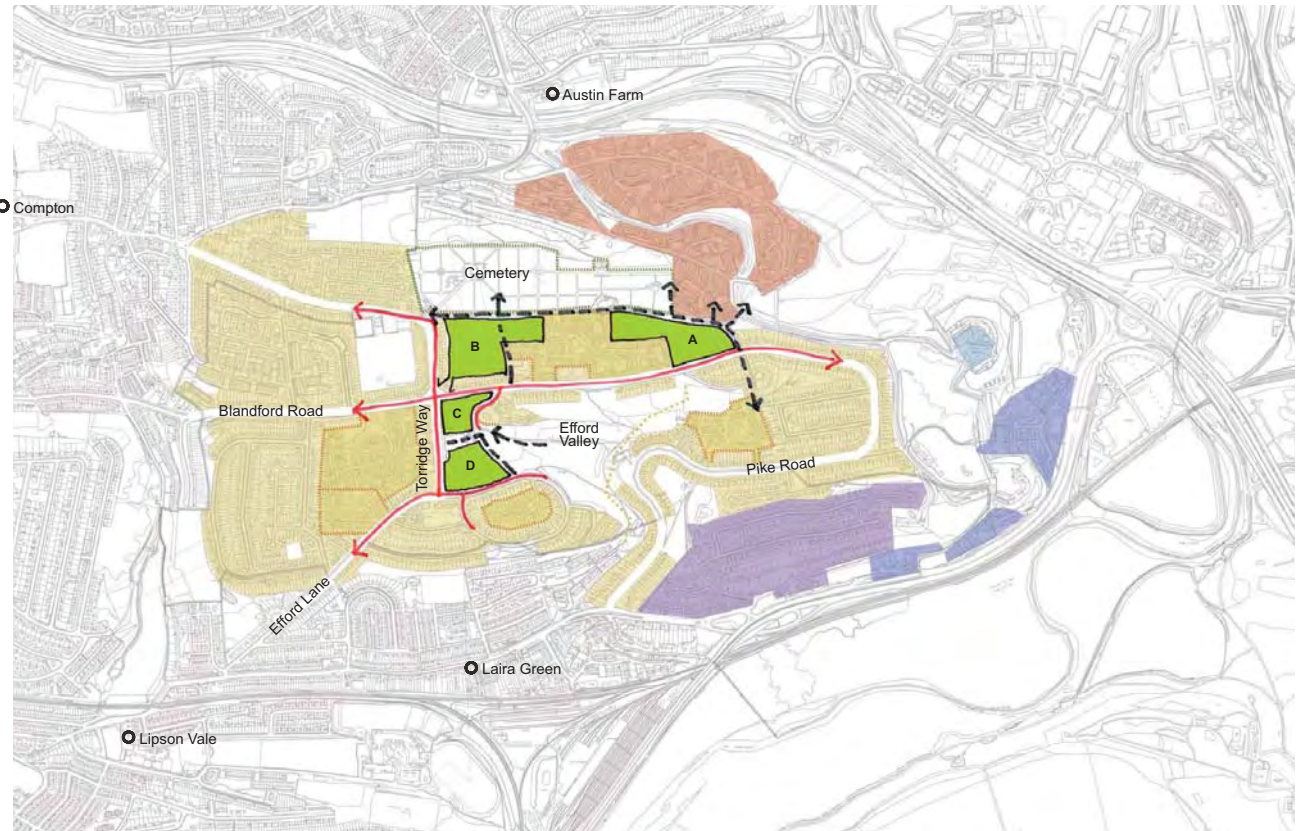 Austin Farm
Compton
Cemetery
B
A
Blandford Road
Torridge Way
C
Efford
Valley
D
Pike Road
Efford Lane
Laira Green
Lipson Vale